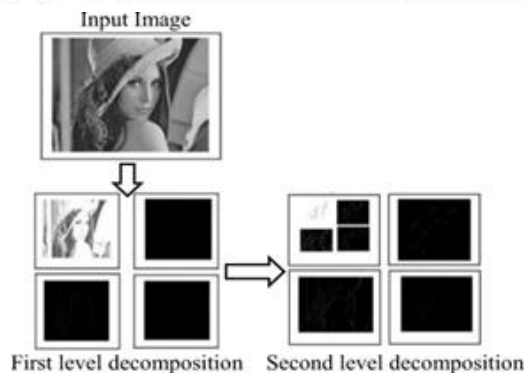 Input Image
First level decomposition
Second level decomposition